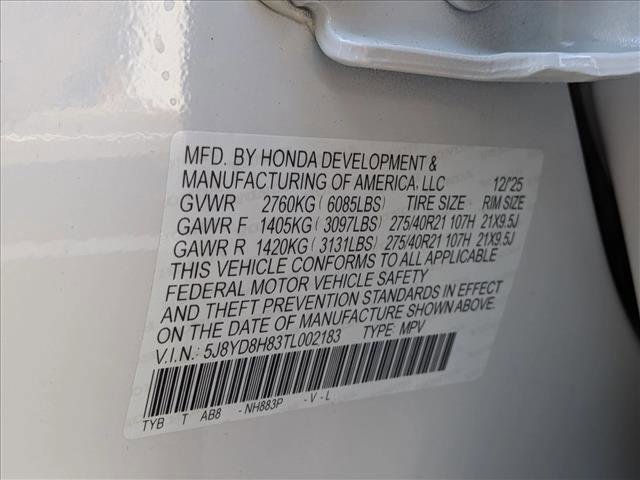 MFD. BY HONDA DEVELOPMENT &
MANUFACTURING OF AMERICA, LLC 12/'25
GVWR 2760KG ( 6085LBS) TIRE SIZE RIM SIZE
GAWR F 1405KG ( 3097LBS) 275/40R21 107H 21X9.5J
GAWR R 1420KG ( 3131LBS) 275/40R21 107H 21X9.5J
THIS VEHICLE CONFORMS TO ALL APPLICABLE
FEDERAL MOTOR VEHICLE SAFETY
AND THEFT PREVENTION STANDARDS IN EFFECT
ON THE DATE OF MANUFACTURE SHOWN ABOVE.
V.I.N.: 5J8YD8H83TL002183 TYPE: MPV
TYB T AB8 - NH883P - V - L